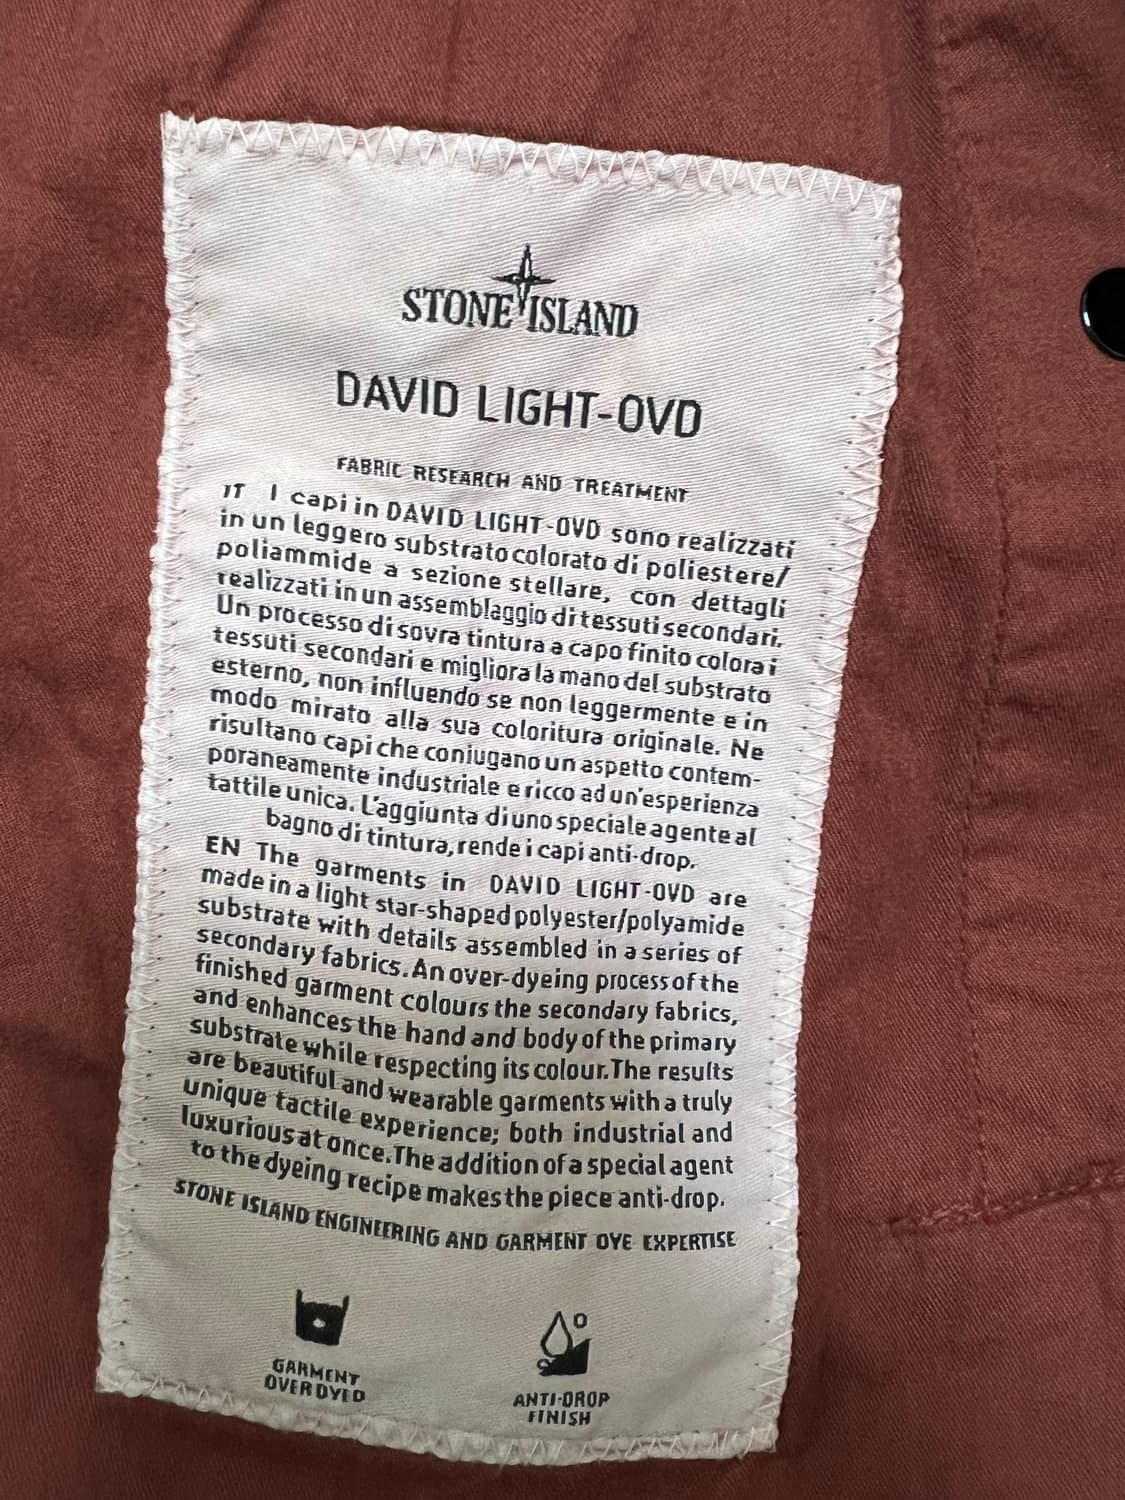 STONE ISLAND
DAVID LIGHT-OVD
FABRIC RESEARCH AND TREATMENT
IT I capi in DAVID LIGHT-OVD sono realizzati
in un leggero substrato colorato di poliestere/
poliammide a sezione stellare, con dettagli
realizzati in un assemblaggio di tessuti secondari.
Un processo di sovra tintura a capo finito colora i
tessuti secondari e migliora la mano del substrato
esterno, non influendo se non leggermente e in
modo mirato alla sua coloritura originale. Ne
risultano capi che coniugano un aspetto contem-
poraneamente industriale e ricco ad un'esperienza
tattile unica. L'aggiunta di uno speciale agente al
bagno di tintura, rende i capi anti-drop.
EN The garments in DAVID LIGHT-OVD are
made in a light star-shaped polyester/polyamide
substrate with details assembled in a series of
secondary fabrics. An over-dyeing process of the
finished garment colours the secondary fabrics,
and enhances the hand and body of the primary
substrate while respecting its colour. The results
are beautiful and wearable garments with a truly
unique tactile experience; both industrial and
luxurious at once. The addition of a special agent
to the dyeing recipe makes the piece anti-drop.
STONE ISLAND ENGINEERING AND GARMENT DYE EXPERTISE
GARMENT
OVERDYED
ANTI-DROP
FINISH